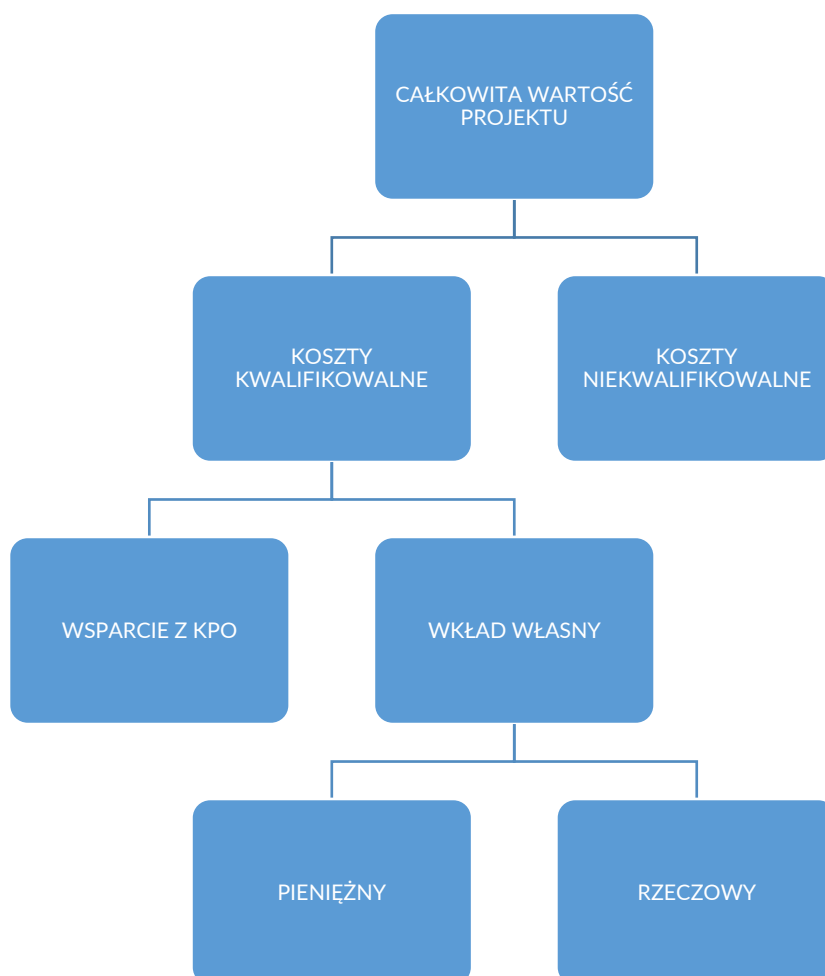 CAŁKOWITA WARTOŚĆ
PROJEKTU
KOSZTY
KWALIFIKOWALNE
KOSZTY
NIEKWALIFIKOWALNE
WSPARCIE Z KPO
WKŁAD WŁASNY
PIENIĘŻNY
RZECZOWY